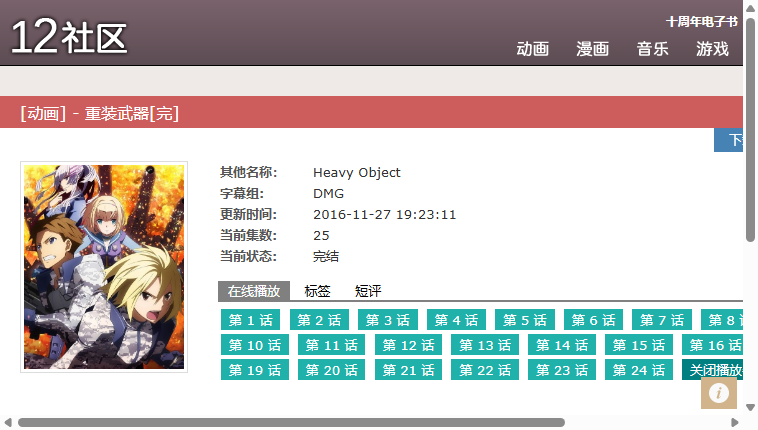 12社区
十周年电子书
动画 漫画 音乐 游戏
[动画] - 重装武器[完]
下
其他名称: Heavy Object
字幕组: DMG
更新时间: 2016-11-27 19:23:11
当前集数: 25
当前状态: 完结
在线播放 标签 短评
第 1 话 第 2 话 第 3 话 第 4 话 第 5 话 第 6 话 第 7 话 第 8
第 10 话 第 11 话 第 12 话 第 13 话 第 14 话 第 15 话 第 16 话
第 19 话 第 20 话 第 21 话 第 22 话 第 23 话 第 24 话 关闭播放